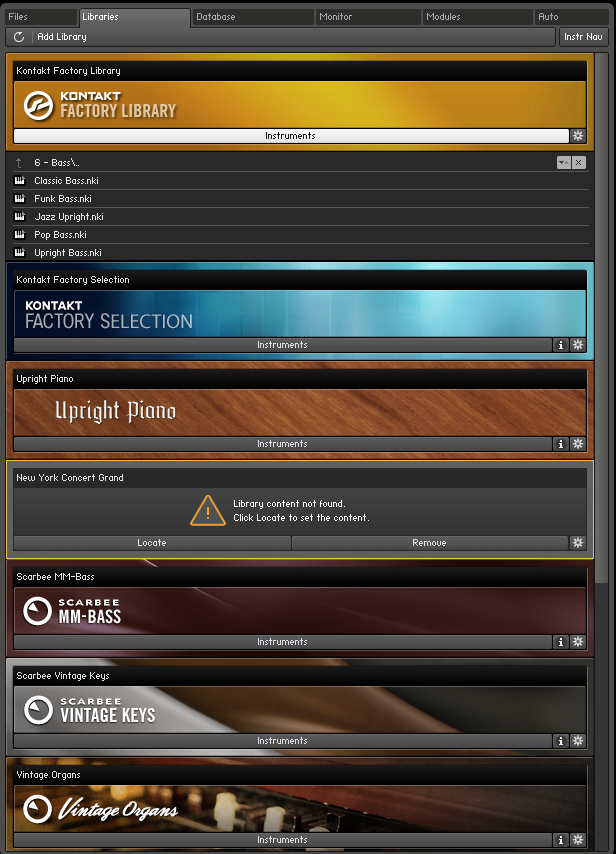 Files Libraries Database Monitor Modules Auto
Add Library Instr Nav
Kontakt Factory Library
KONTAKT
FACTORY LIBRARY
Instruments
6 - Bass\..
Classic Bass.nki
Funk Bass.nki
Jazz Upright.nki
Pop Bass.nki
Upright Bass.nki
Kontakt Factory Selection
KONTAKT
FACTORY SELECTION
Instruments
Upright Piano
Upright Piano
Instruments
New York Concert Grand
Library content not found.
Click Locate to set the content.
Locate Remove
Scarbee MM-Bass
SCARBEE
MM-BASS
Instruments
Scarbee Vintage Keys
SCARBEE
VINTAGE KEYS
Instruments
Vintage Organs
Vintage Organs
Instruments